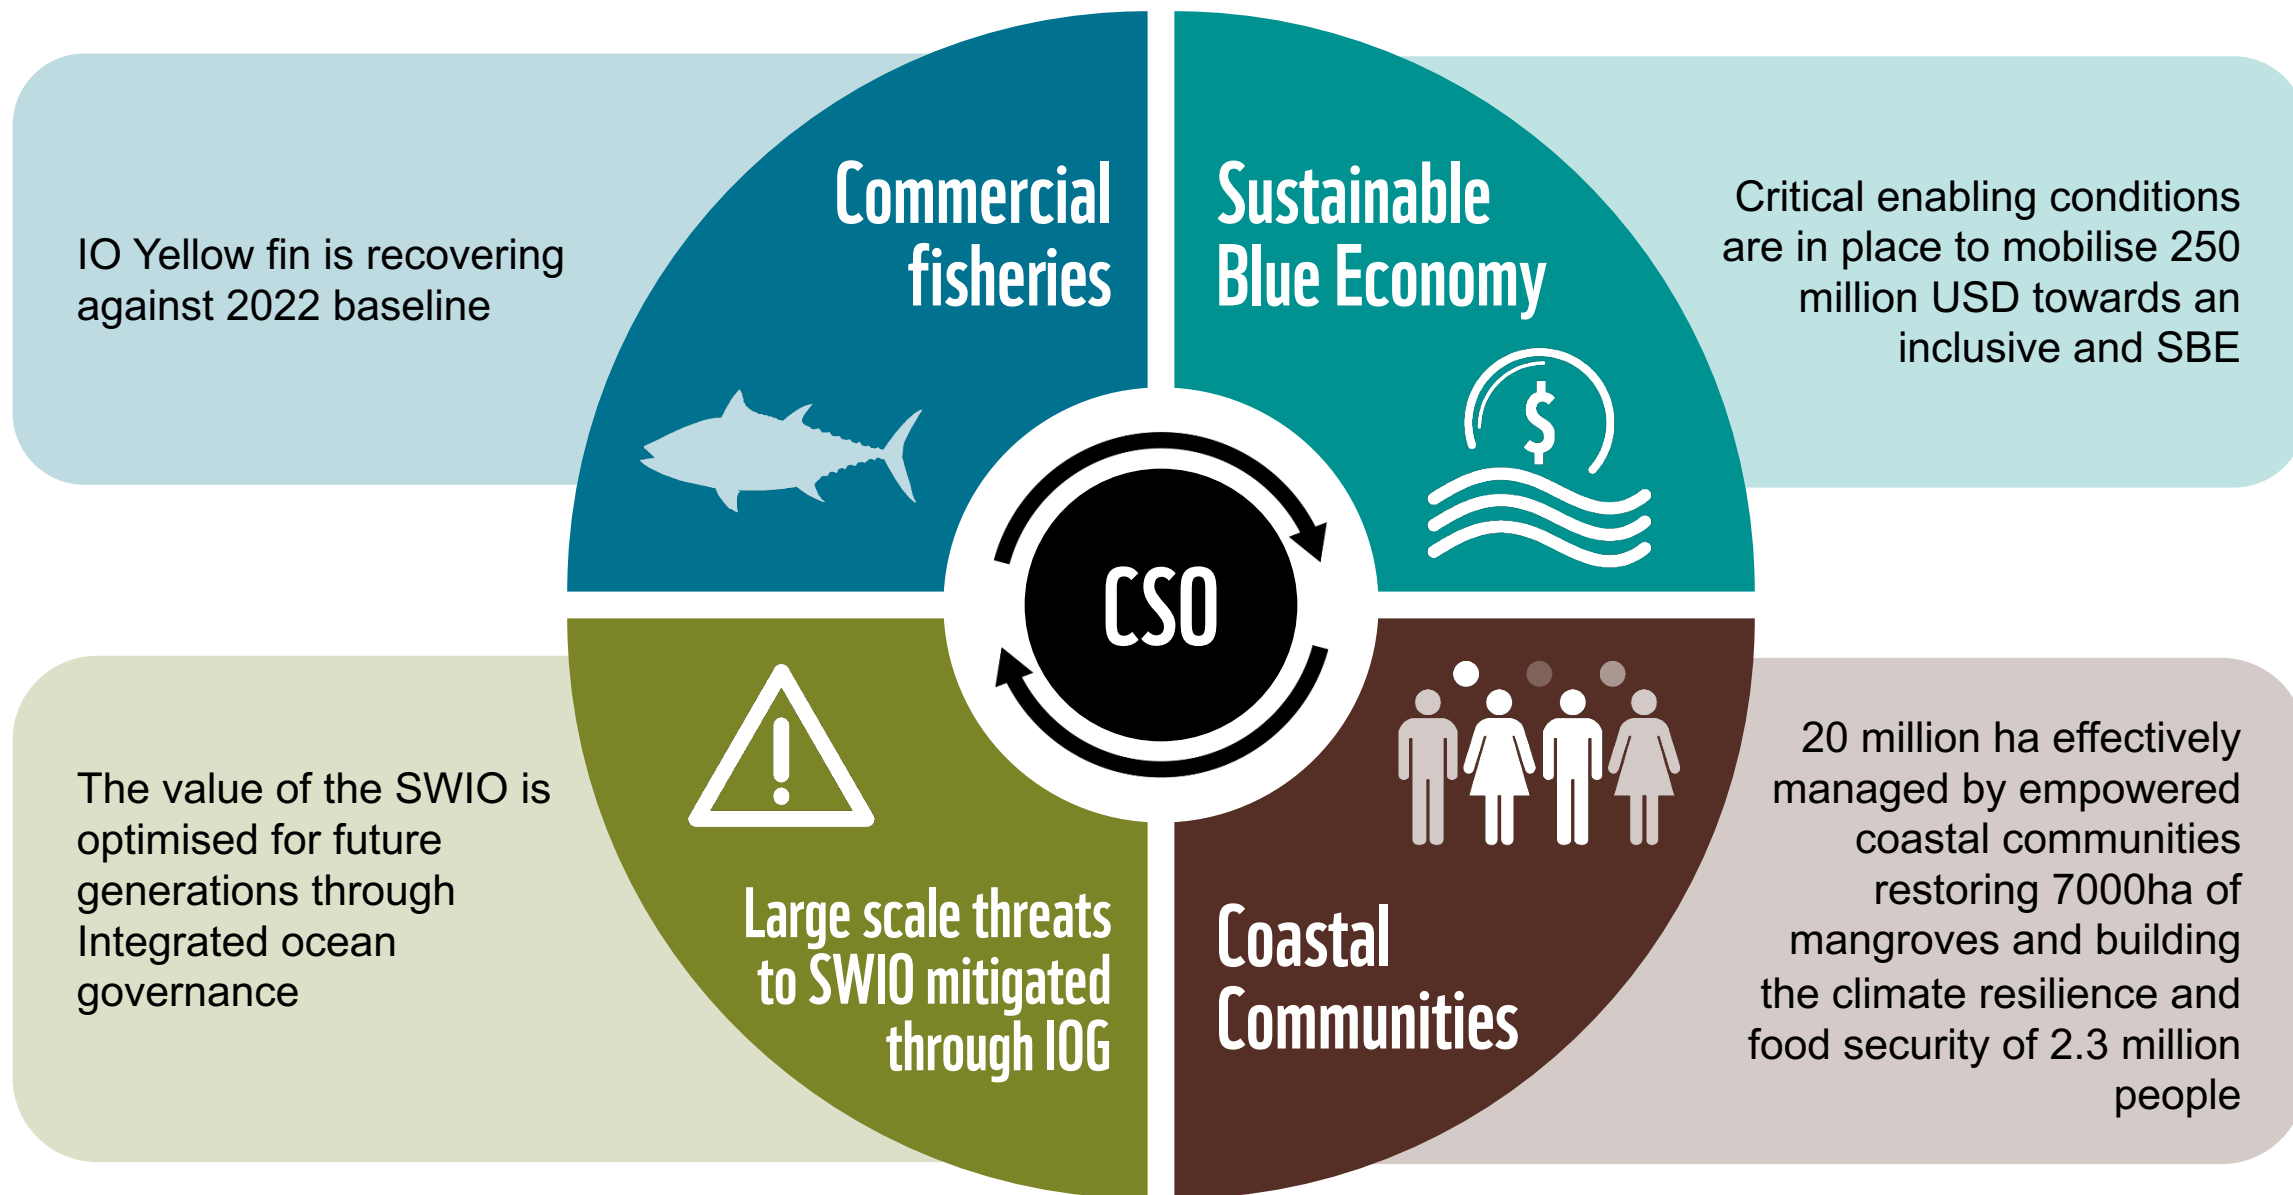 IO Yellow fin is recovering
against 2022 baseline
Commercial
fisheries
Sustainable
Blue Economy
$
Critical enabling conditions
are in place to mobilise 250
million USD towards an
inclusive and SBE
CSO
The value of the SWIO is
optimised for future
generations through
Integrated ocean
governance
Large scale threats
to SWIO mitigated
through IOG
Coastal
Communities
20 million ha effectively
managed by empowered
coastal communities
restoring 7000ha of
mangroves and building
the climate resilience and
food security of 2.3 million
people